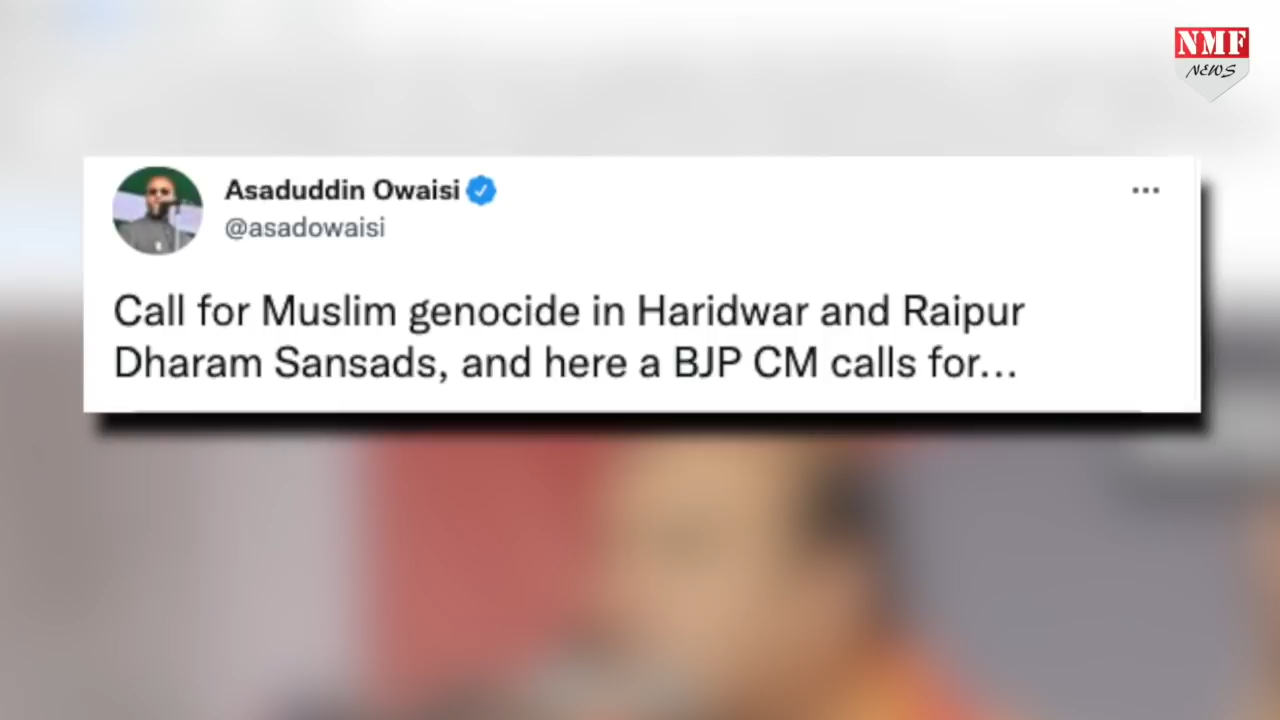 NMF
NEWS
Asaduddin Owaisi
@asadowaisi
Call for Muslim genocide in Haridwar and Raipur
Dharam Sansads, and here a BJP CM calls for...